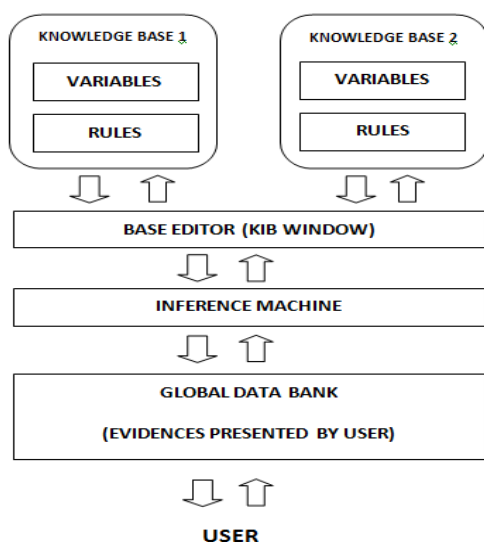 KNOWLEDGE BASE 1
VARIABLES
RULES
KNOWLEDGE BASE 2
VARIABLES
RULES
BASE EDITOR (KIB WINDOW)
INFERENCE MACHINE
GLOBAL DATA BANK
(EVIDENCES PRESENTED BY USER)
USER